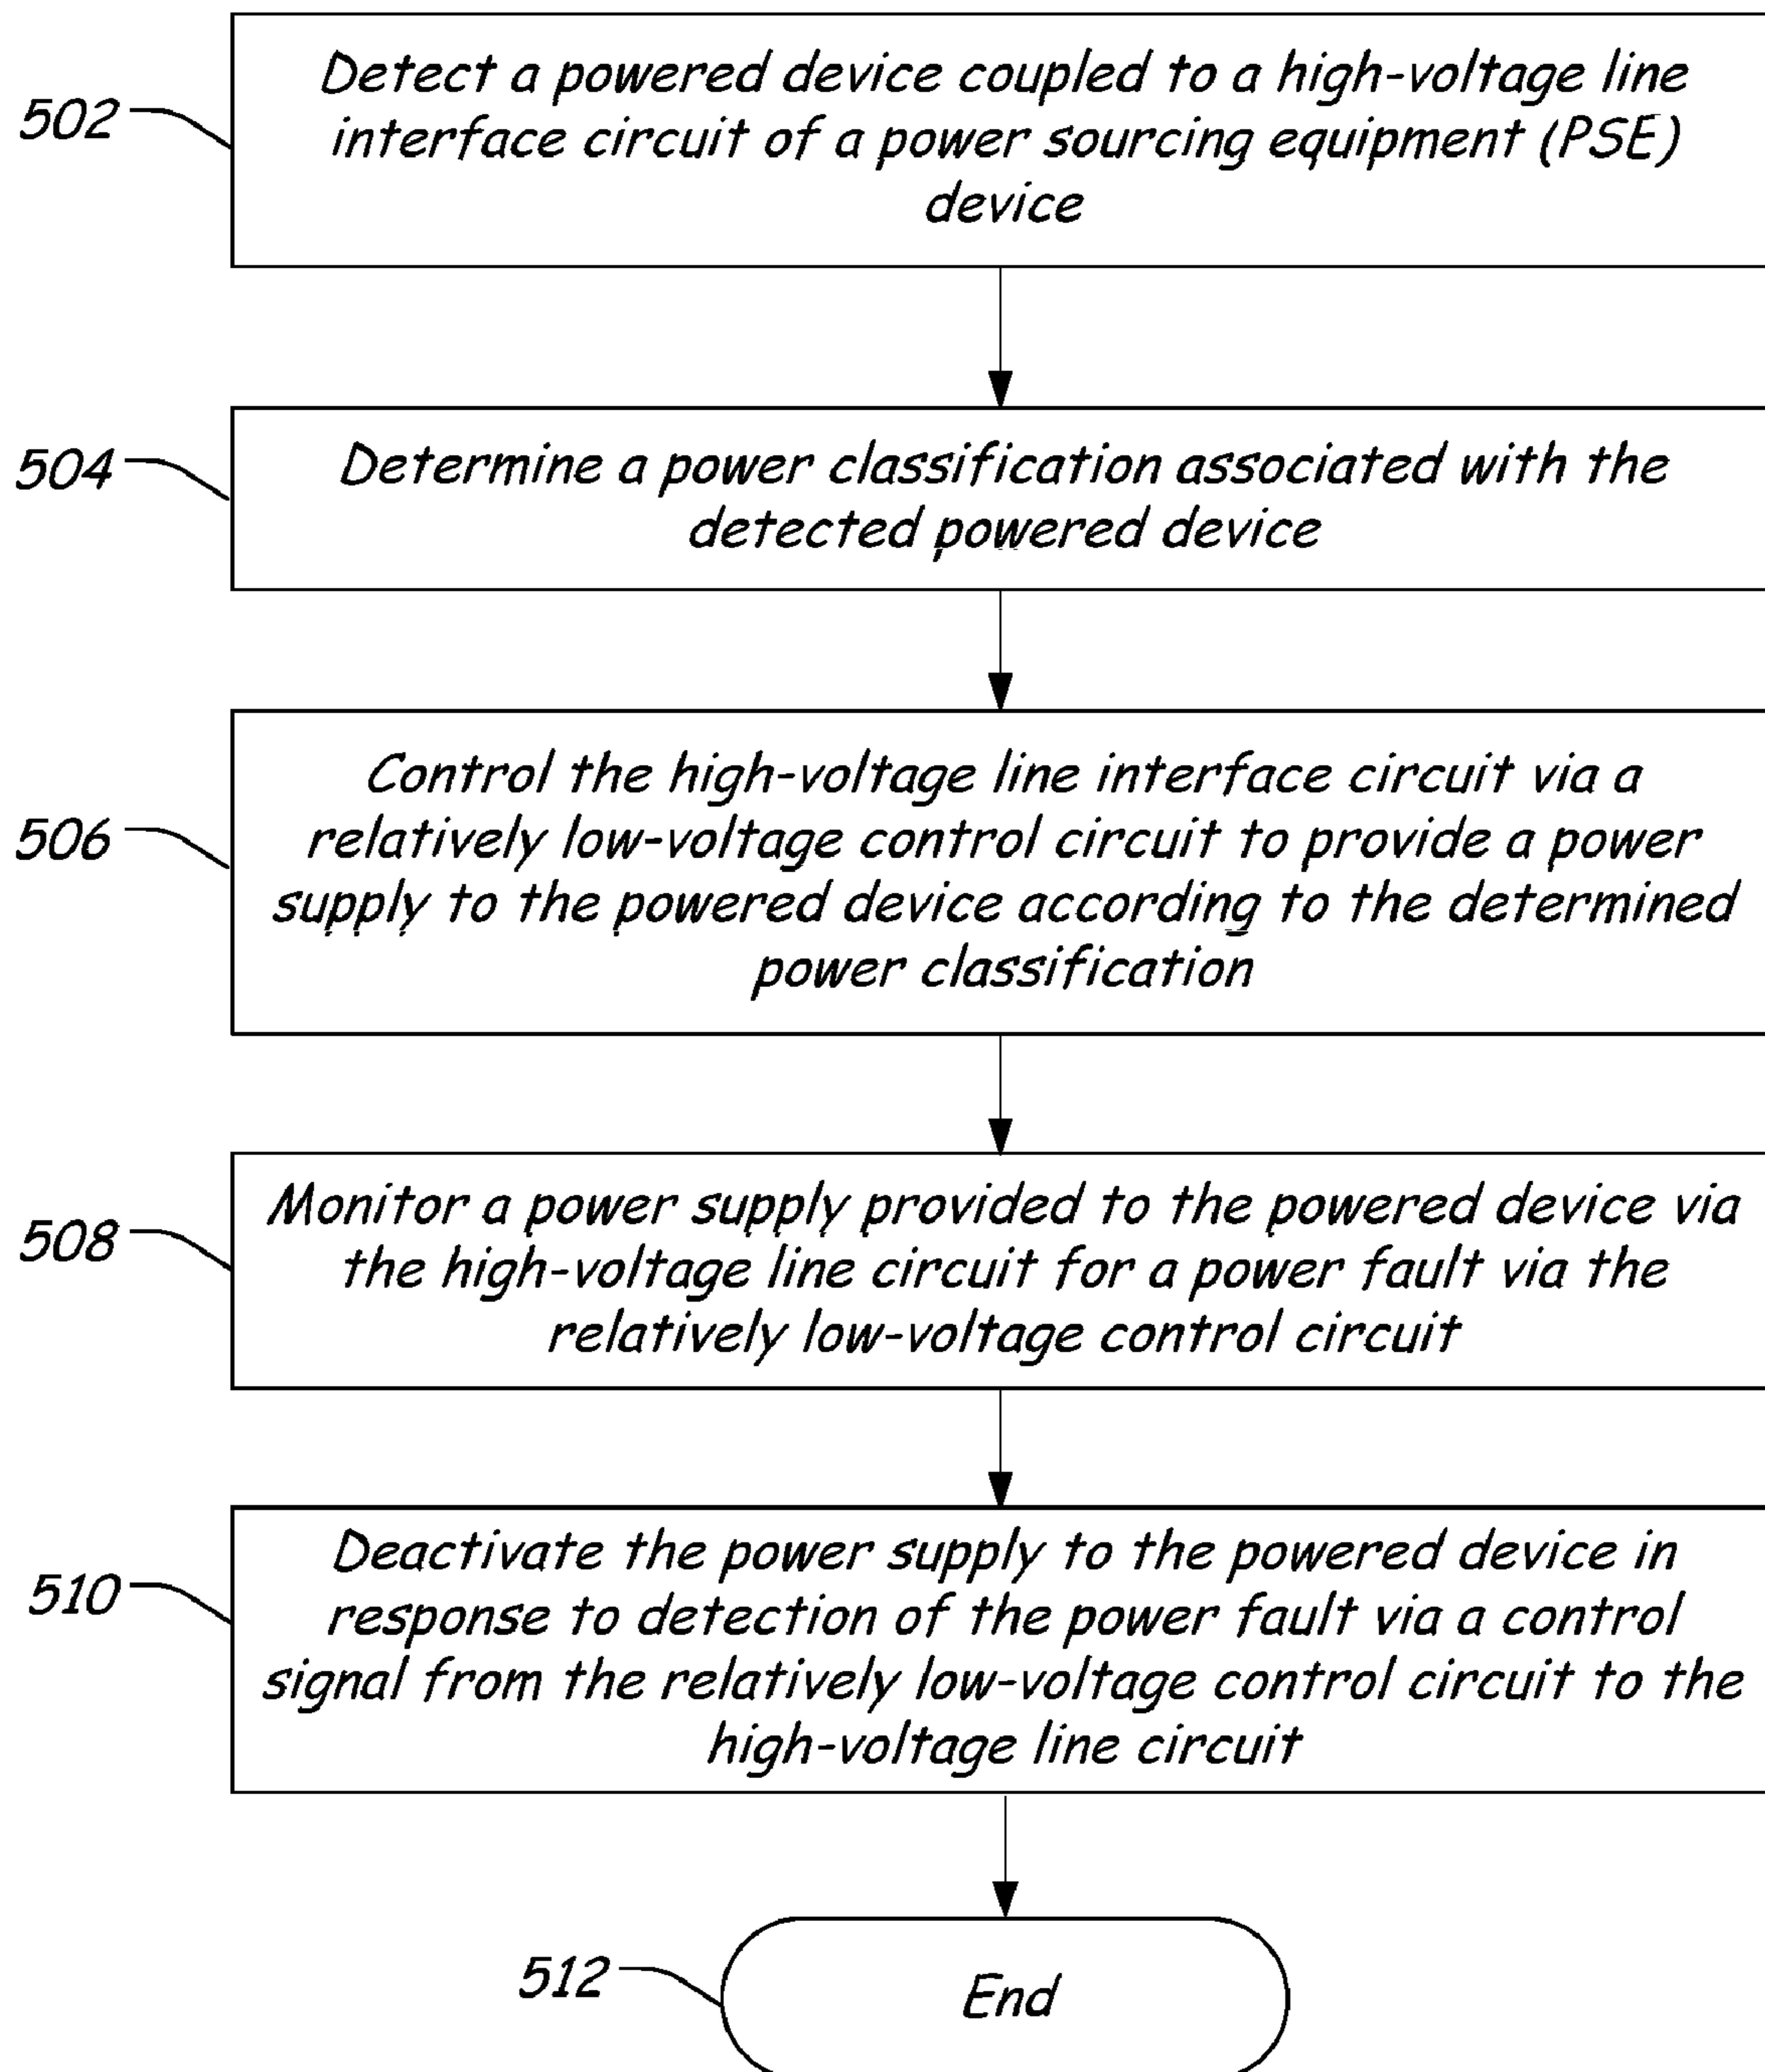 502
Detect a powered device coupled to a high-voltage line
interface circuit of a power sourcing equipment (PSE)
device
504
Determine a power classification associated with the
detected powered device
506
Control the high-voltage line interface circuit via a
relatively low-voltage control circuit to provide a power
supply to the powered device according to the determined
power classification
508
Monitor a power supply provided to the powered device via
the high-voltage line circuit for a power fault via the
relatively low-voltage control circuit
510
Deactivate the power supply to the powered device in
response to detection of the power fault via a control
signal from the relatively low-voltage control circuit to the
high-voltage line circuit
512
End